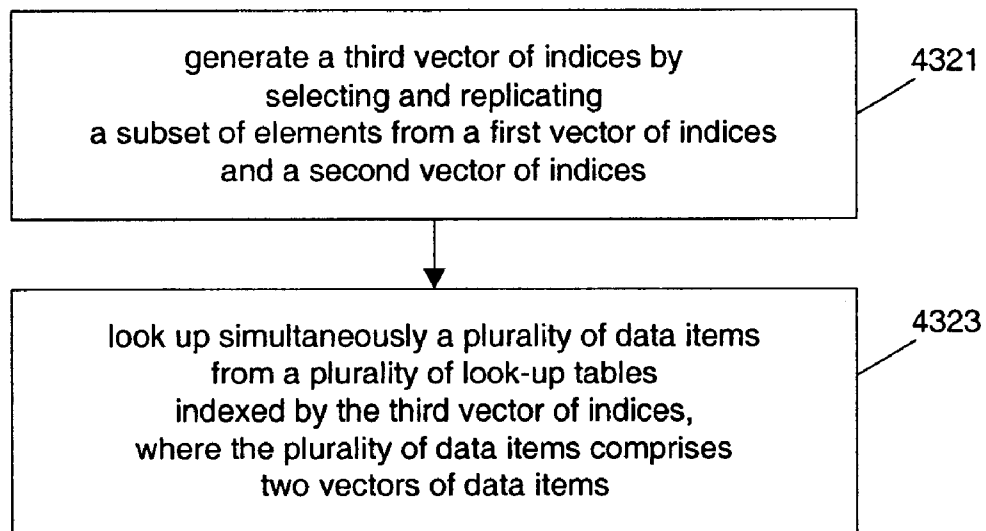 generate a third vector of indices by
selecting and replicating
a subset of elements from a first vector of indices
and a second vector of indices
4321
look up simultaneously a plurality of data items
from a plurality of look-up tables
indexed by the third vector of indices,
where the plurality of data items comprises
two vectors of data items
4323